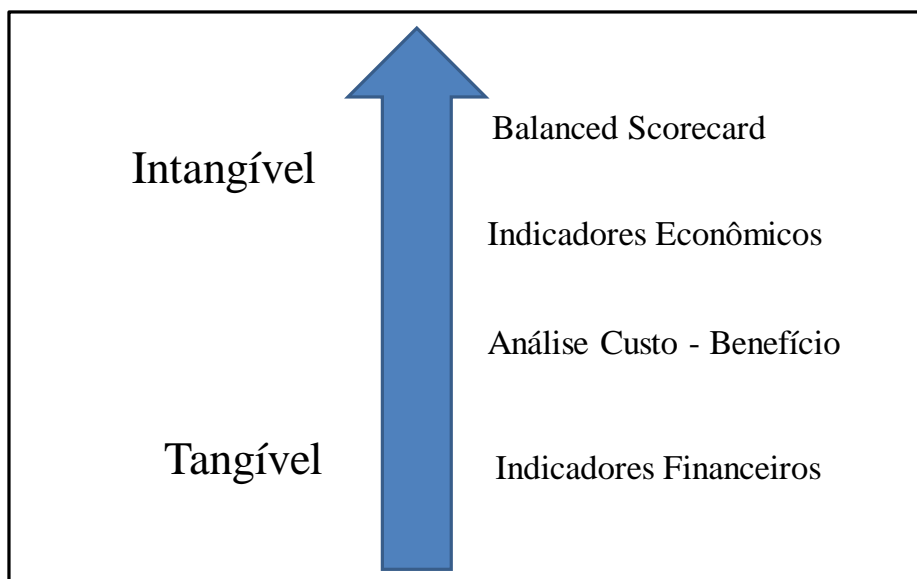 Balanced Scorecard
Intangível
Indicadores Econômicos
Análise Custo - Benefício
Tangível
Indicadores Financeiros